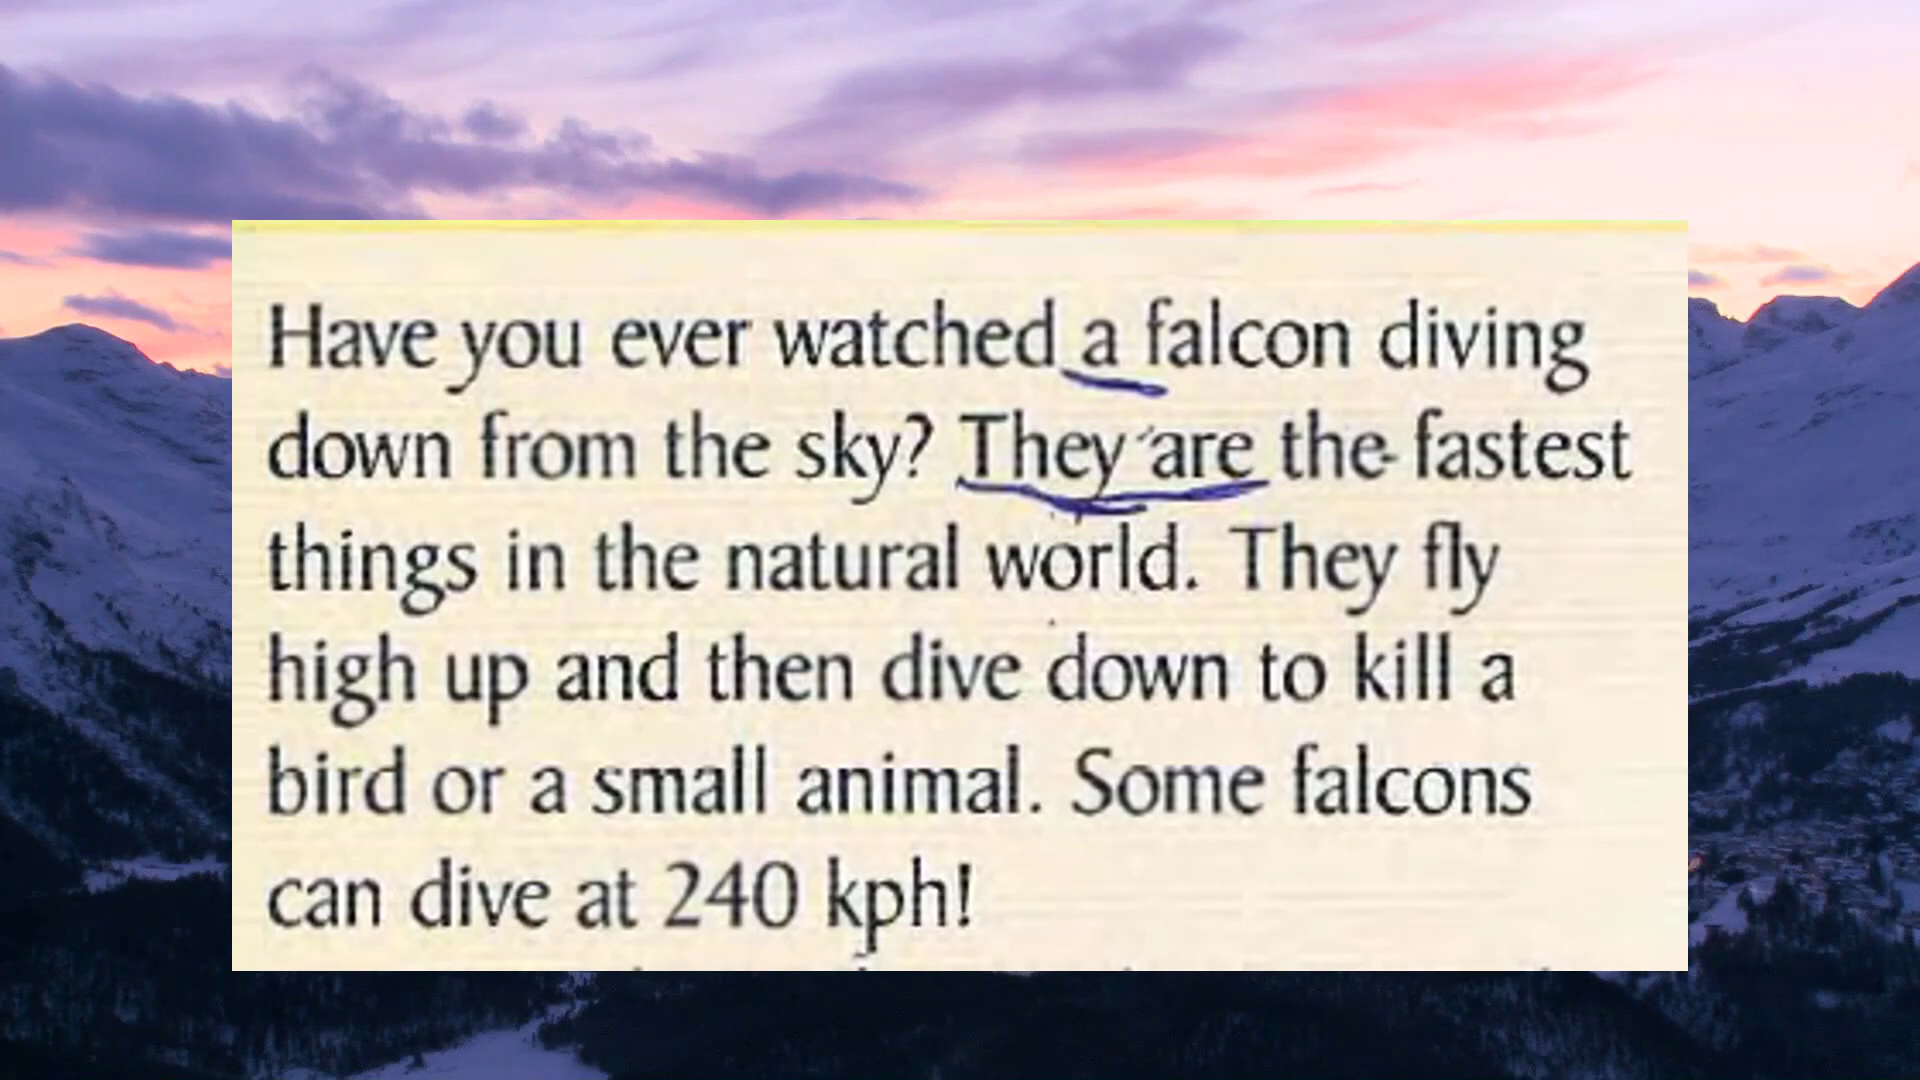 Have you ever watched a falcon diving
down from the sky? They are the fastest
things in the natural world. They fly
high up and then dive down to kill a
bird or a small animal. Some falcons
can dive at 240 kph!